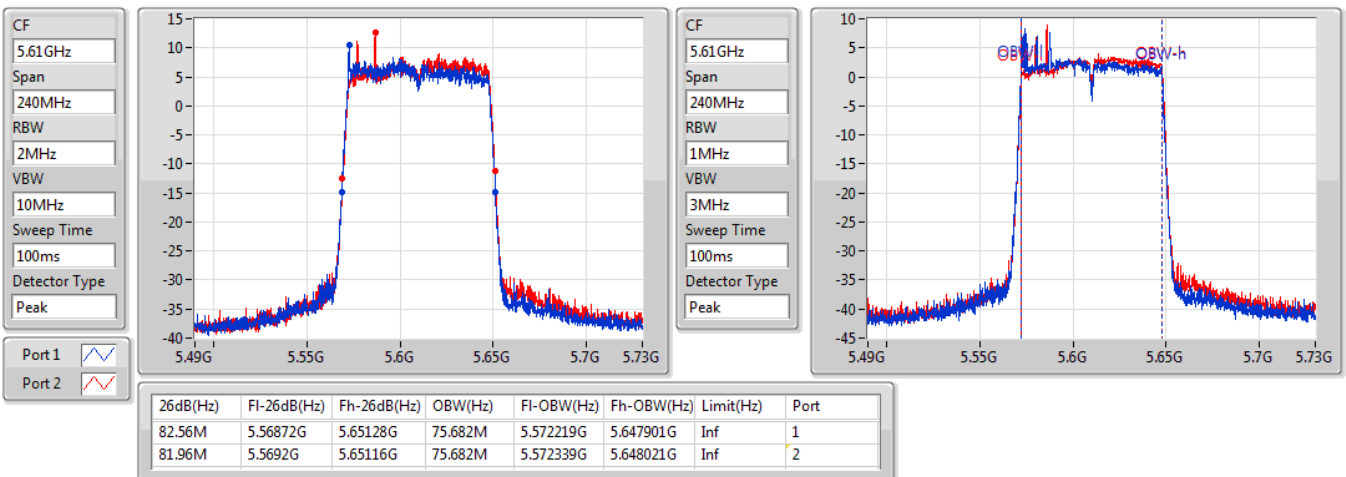 CF
5.61GHz
Span
240MHz
RBW
2MHz
VBW
10MHz
Sweep Time
100ms
Detector Type
Peak
15
10
5
0
-5
-10
-15
-20
-25
-30
-35
-40
5.49G 5.55G 5.6G 5.65G 5.7G 5.73G
Port 1
Port 2
CF
5.61GHz
Span
240MHz
RBW
1MHz
VBW
3MHz
Sweep Time
100ms
Detector Type
Peak
10
5
0
-5
-10
-15
-20
-25
-30
-35
-40
-45
OBW-h
5.49G 5.55G 5.6G 5.65G 5.7G 5.73G
26dB(Hz) Fl-26dB(Hz) Fh-26dB(Hz) OBW(Hz) Fl-OBW(Hz) Fh-OBW(Hz) Limit(Hz) Port
82.56M 5.56872G 5.65128G 75.682M 5.572219G 5.647901G Inf 1
81.96M 5.5692G 5.65116G 75.682M 5.572339G 5.648021G Inf 2